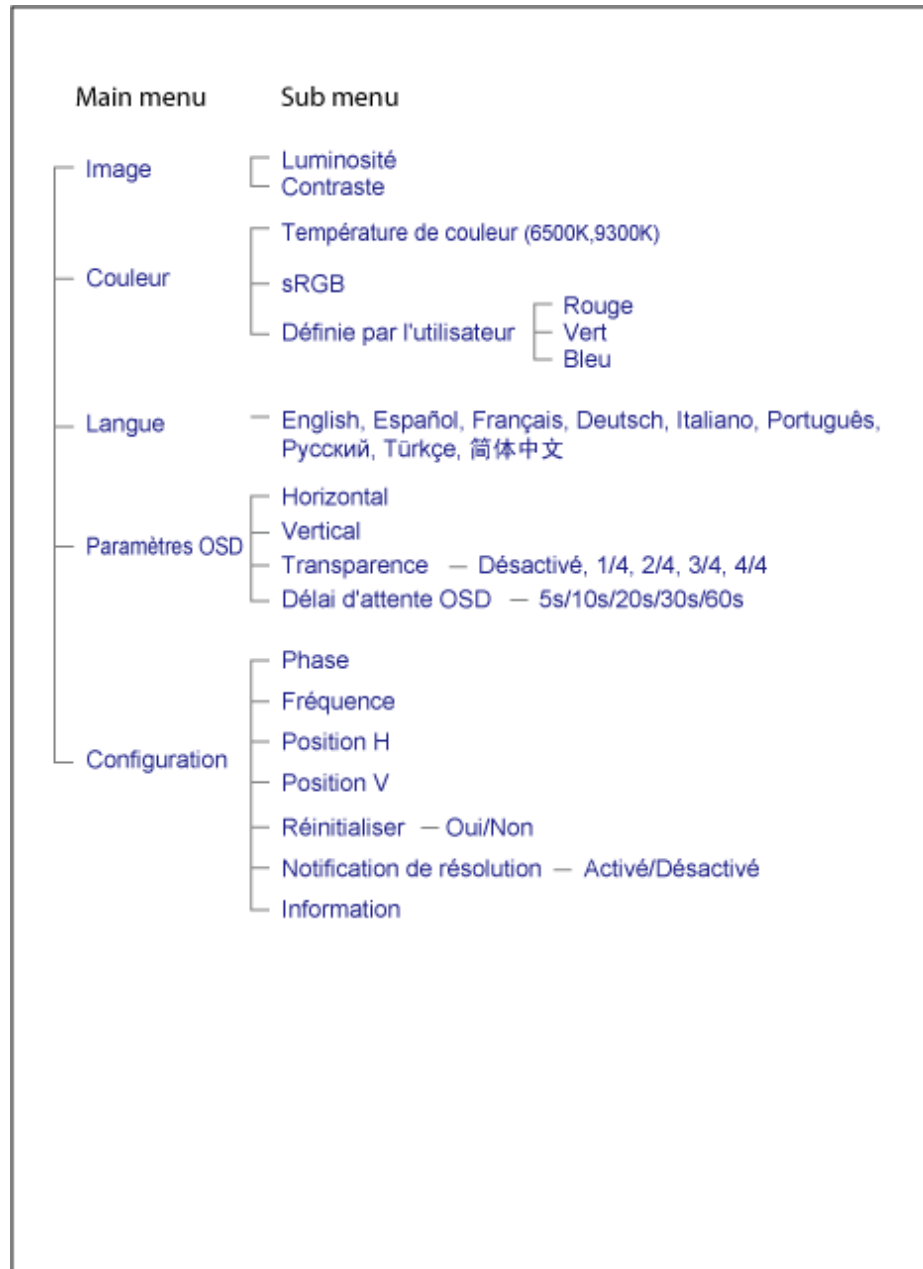 Main menu Sub menu
Image
Luminosité
Contraste
Couleur
Température de couleur (6500K,9300K)
sRGB
Définie par l'utilisateur
Rouge
Vert
Bleu
Langue
English, Español, Français, Deutsch, Italiano, Português,
Русский, Türkçe, 简体中文
Paramètres OSD
Horizontal
Vertical
Transparence — Désactivé, 1/4, 2/4, 3/4, 4/4
Délai d'attente OSD — 5s/10s/20s/30s/60s
Configuration
Phase
Fréquence
Position H
Position V
Réinitialiser — Oui/Non
Notification de résolution — Activé/Désactivé
Information